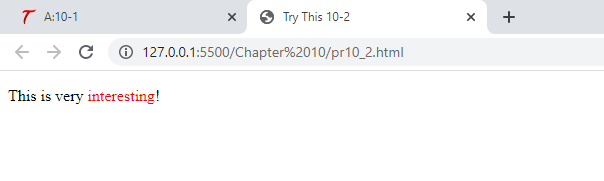 A:10-1
Try This 10-2
127.0.0.1:5500/Chapter%2010/pr10_2.html
This is very interesting!